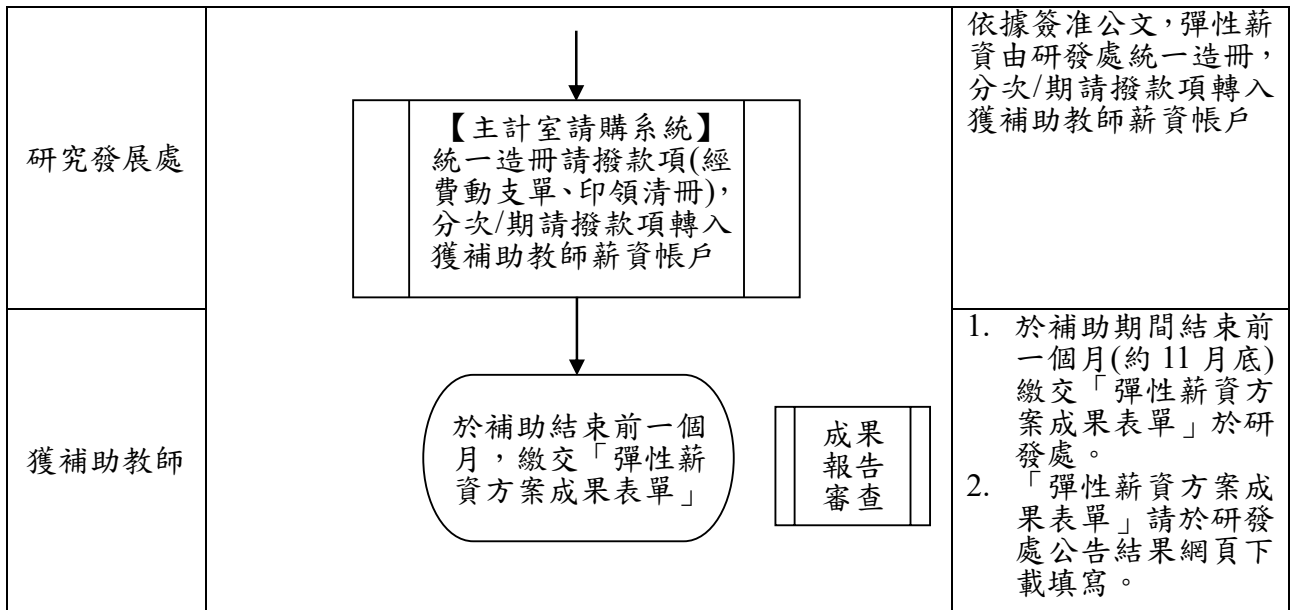 研究發展處
【主計室請購系統】
統一造冊請撥款項(經
費動支單、印領清冊)，
分次/期請撥款項轉入
獲補助教師薪資帳戶
依據簽准公文，彈性薪
資由研發處統一造冊，
分次/期請撥款項轉入
獲補助教師薪資帳戶
獲補助教師
於補助結束前一個
月，繳交「彈性薪
資方案成果表單」
成果
報告
審查
1. 於補助期間結束前
一個月(約 11 月底)
繳交「彈性薪資方
案成果表單」於研
發處。
2. 「彈性薪資方案成
果表單」請於研發
處公告結果網頁下
載填寫。